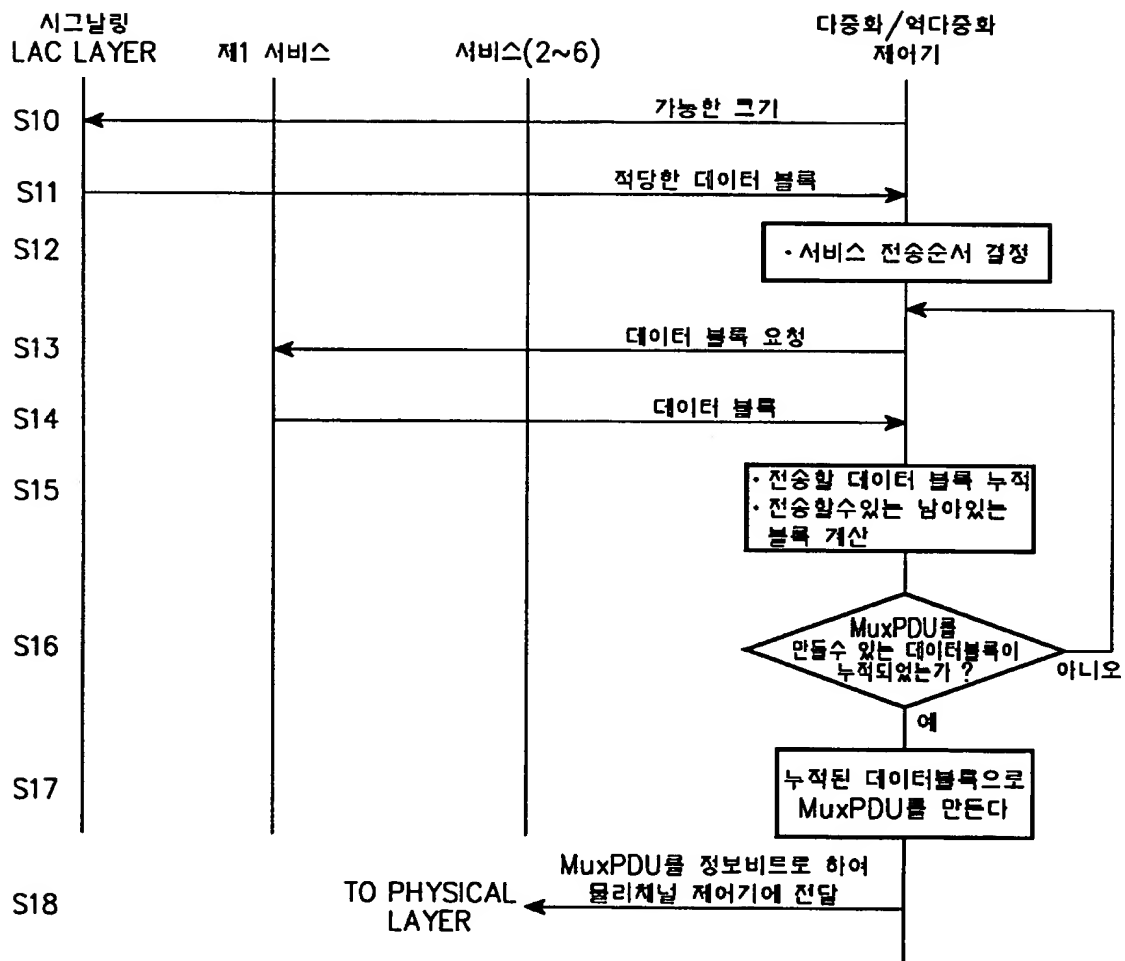 시그날링
LAC LAYER
제1 서비스
서비스(2~6)
다중화/역다중화
제어기
S10
가능한 크기
S11
적당한 데이터 블록
S12
· 서비스 전송순서 결정
S13
데이터 블록 요청
S14
데이터 블록
S15
· 전송할 데이터 블록 누적
· 전송할수있는 남아있는
블록 계산
S16
MuxPDU를
만들수 있는 데이터블록이
누적되었는가 ?
아니오
예
S17
누적된 데이터블록으로
MuxPDU를 만든다
S18
TO PHYSICAL
LAYER
MuxPDU를 정보비트로 하여
물리채널 제어기에 전달